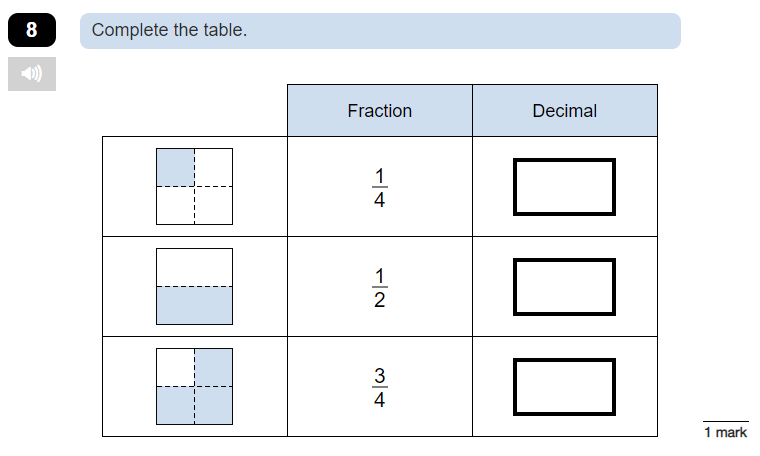 8 Complete the table.
Fraction Decimal
1/4
1/2
3/4
1 mark